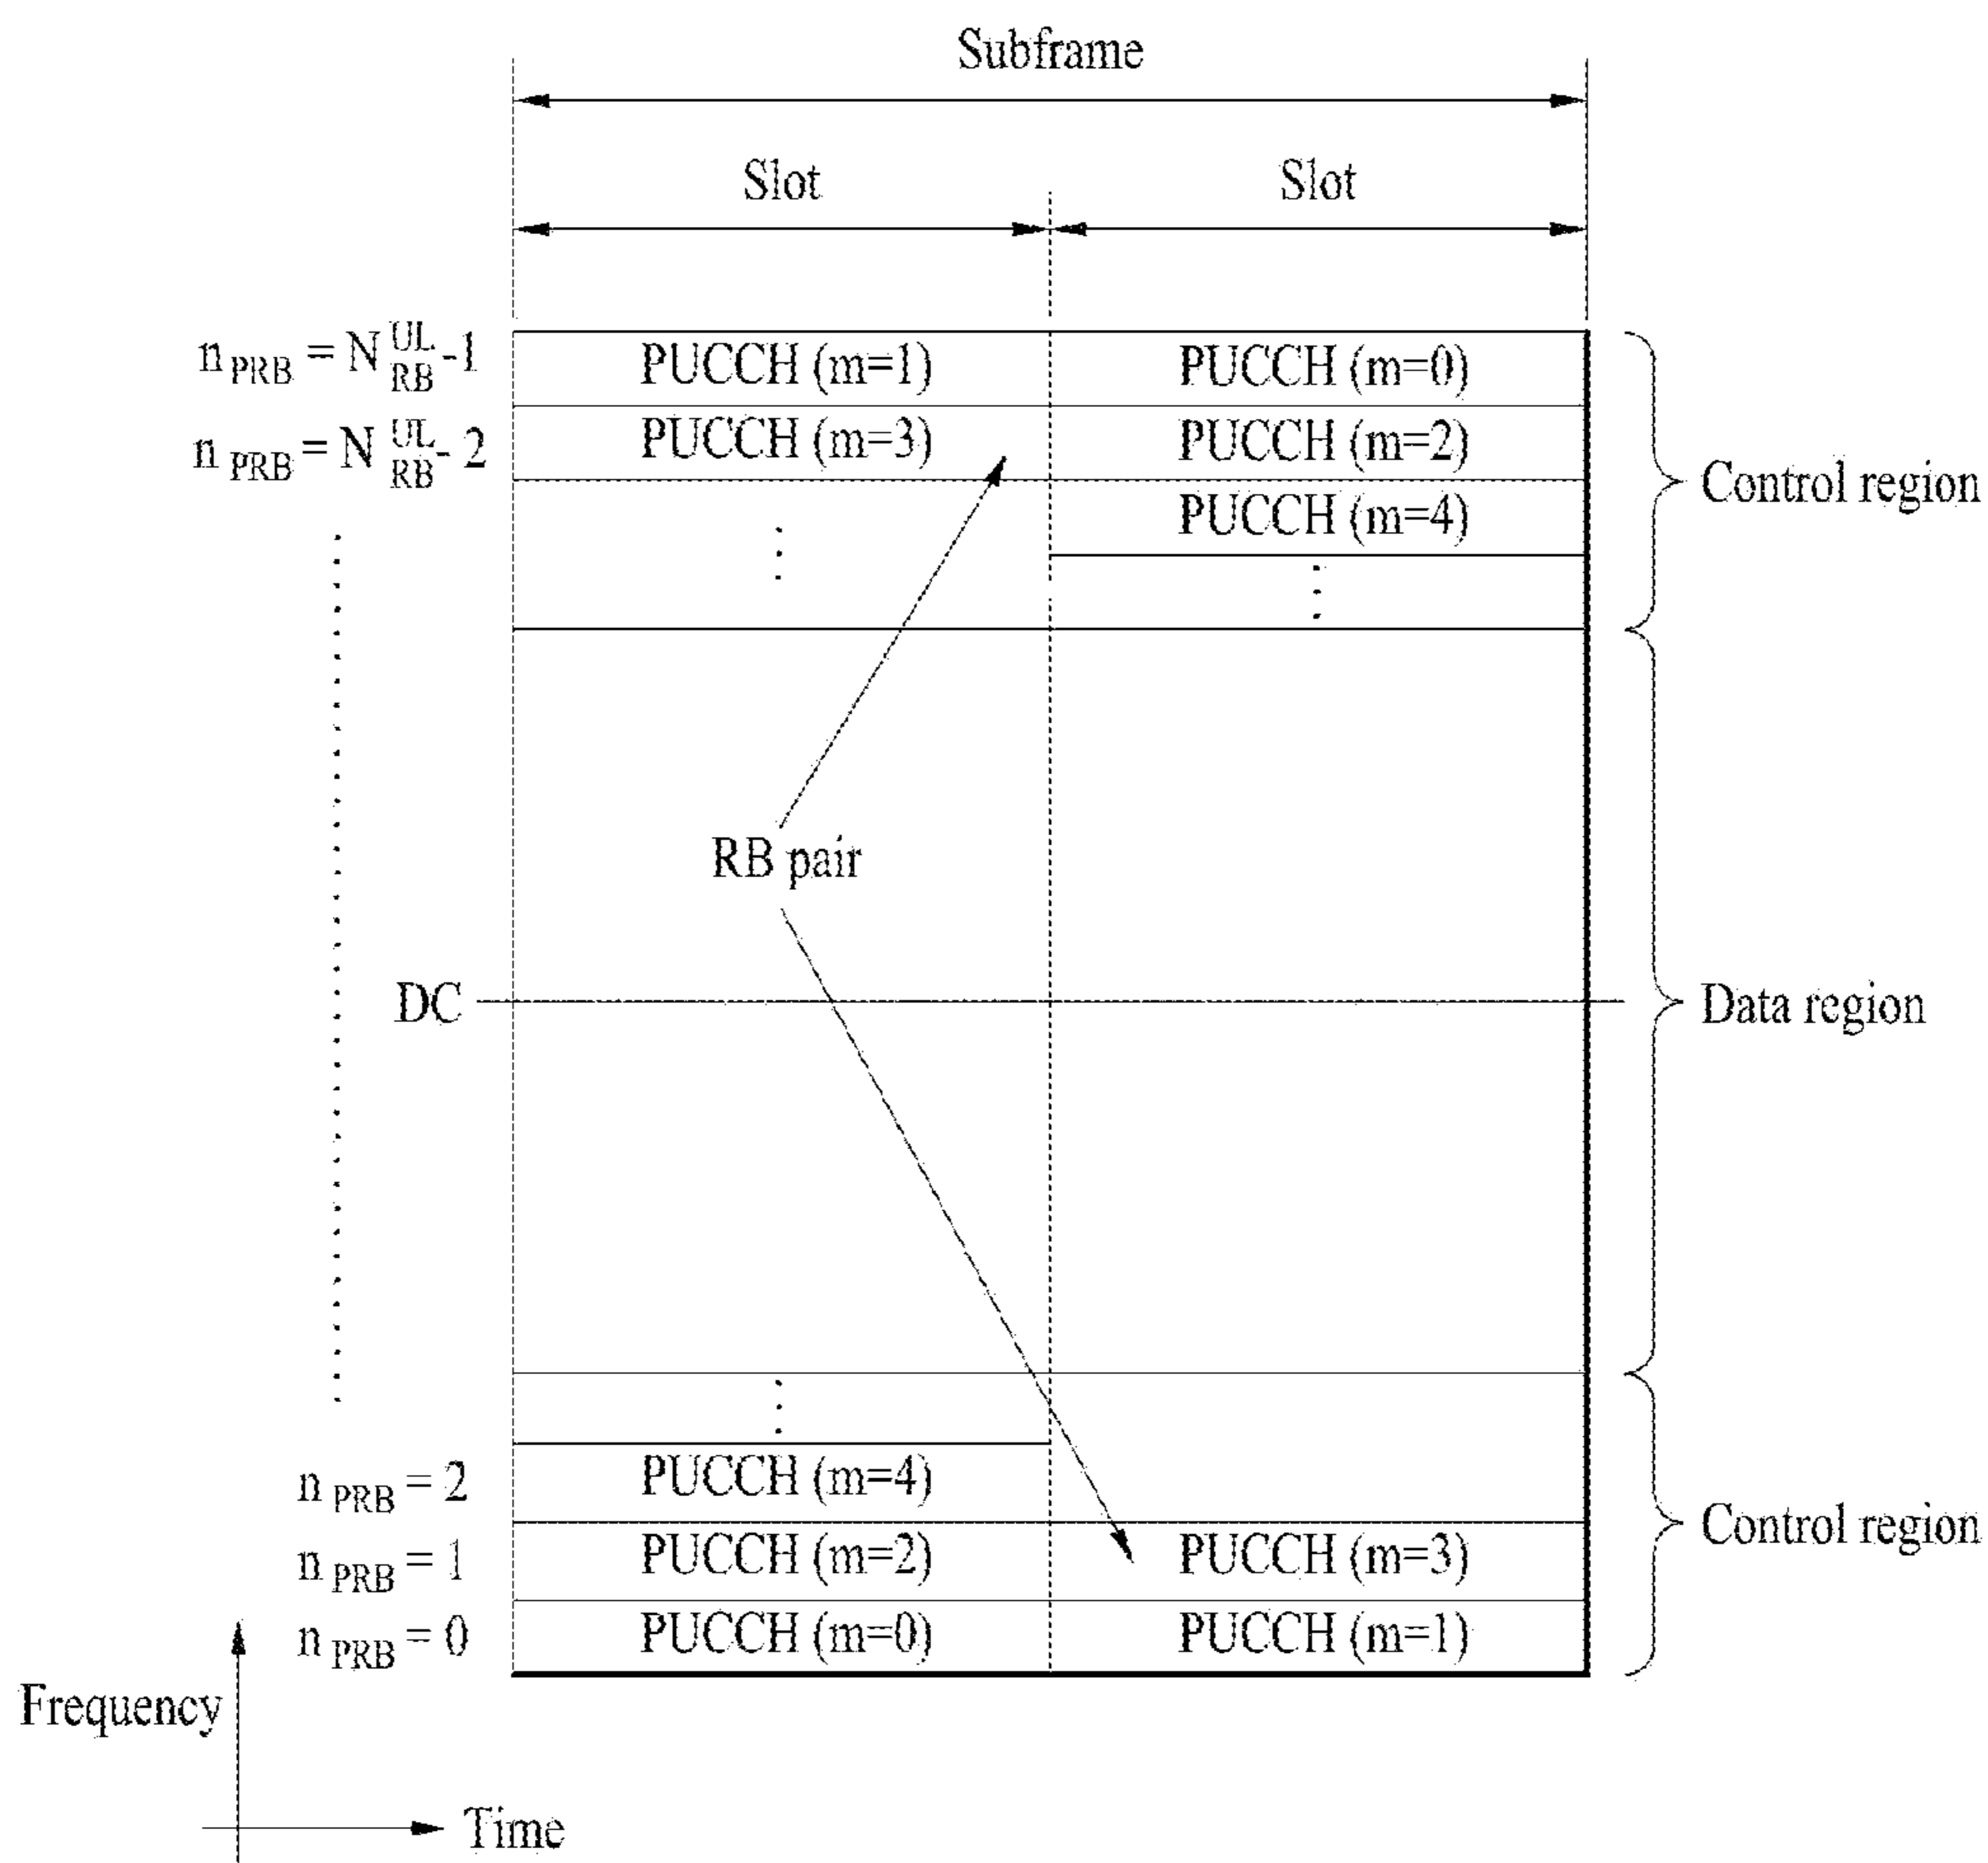 Subframe
Slot Slot
n PRB = N UL RB -1 PUCCH (m=1) PUCCH (m=0)
n PRB = N UL RB - 2 PUCCH (m=3) PUCCH (m=2)
Control region
PUCCH (m=4)
RB pair
DC
Data region
n PRB = 2 PUCCH (m=4)
Control region
n PRB = 1 PUCCH (m=2) PUCCH (m=3)
n PRB = 0 PUCCH (m=0) PUCCH (m=1)
Frequency
Time